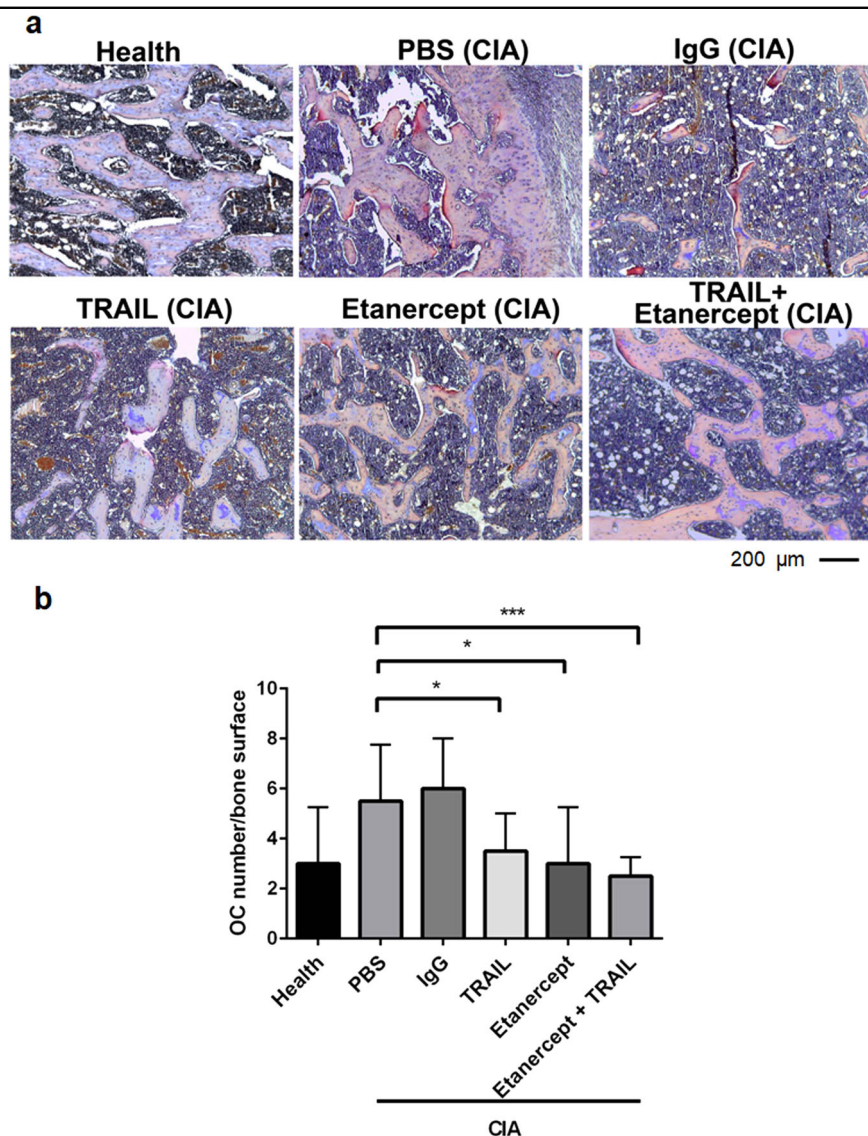 a
Health
PBS (CIA)
IgG (CIA)
TRAIL (CIA)
Etanercept (CIA)
TRAIL+
Etanercept (CIA)
200 μm
b
***
*
*
OC number/bone surface
10
8
6
4
2
0
Health
PBS
IgG
TRAIL
Etanercept
Etanercept + TRAIL
CIA